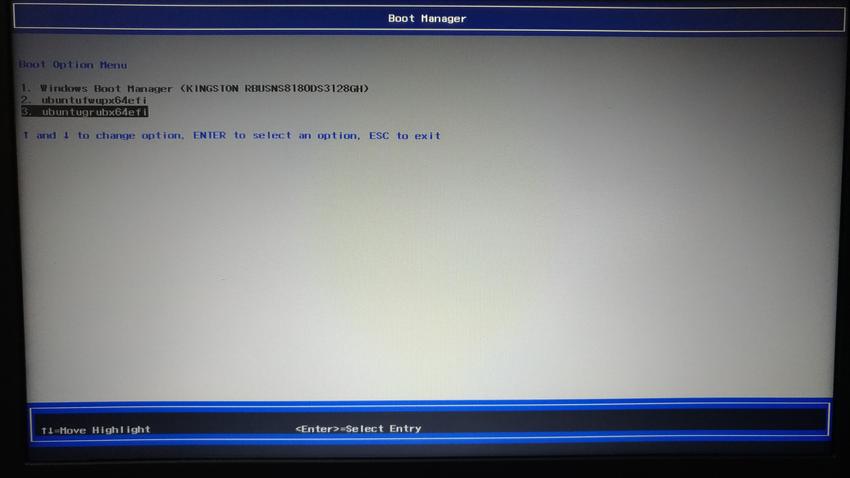 Boot Manager
Boot Option Menu
1. Windows Boot Manager (KINGSTON RBUSNS8180DS3128GH)
2. ubuntufwupx64efi
3. ubuntugrubx64efi
↑ and ↓ to change option, ENTER to select an option, ESC to exit
↑↓=Move Highlight
<Enter>=Select Entry